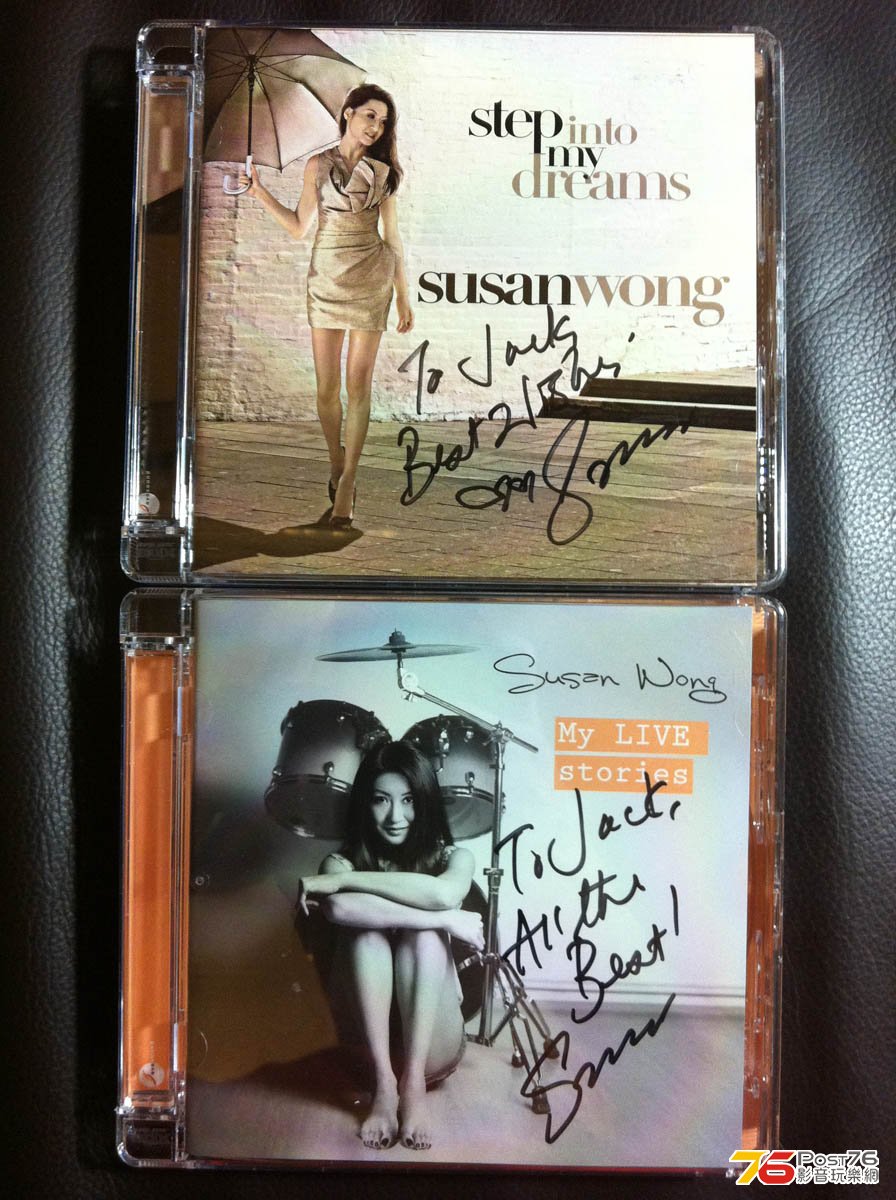 step into
my
dreams
susanwong
To Jack,
Best Wishes!
Susan Wong
My LIVE
stories
To Jack,
All the
Best!
76 Post76
影音玩樂網